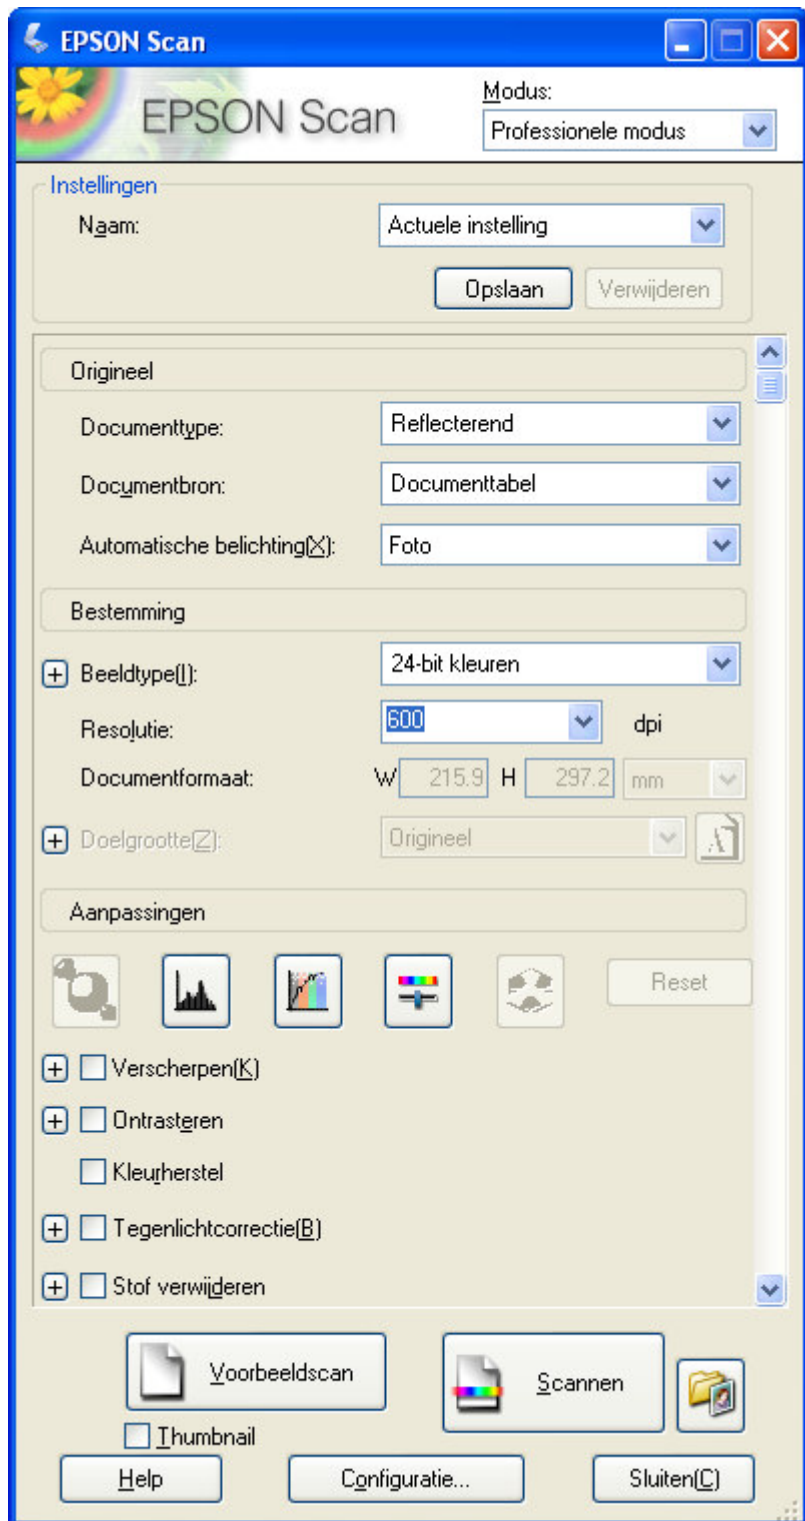 EPSON Scan
EPSON Scan
Modus:
Professionele modus
Instellingen
Naam: Actuele instelling
Opslaan Verwijderen
Origineel
Documenttype: Reflecterend
Documentbron: Documenttabel
Automatische belichting(X): Foto
Bestemming
Beeldtype(I): 24-bit kleuren
Resolutie: 600 dpi
Documentformaat: W 215.9 H 297.2 mm
Doelgrootte(Z): Origineel
Aanpassingen
Reset
Verscherpen(K)
Ontrasteren
Kleurherstel
Tegenlichtcorrectie(B)
Stof verwijderen
Voorbeeldscan Scannen
Thumbnail
Help Configuratie... Sluiten(C)